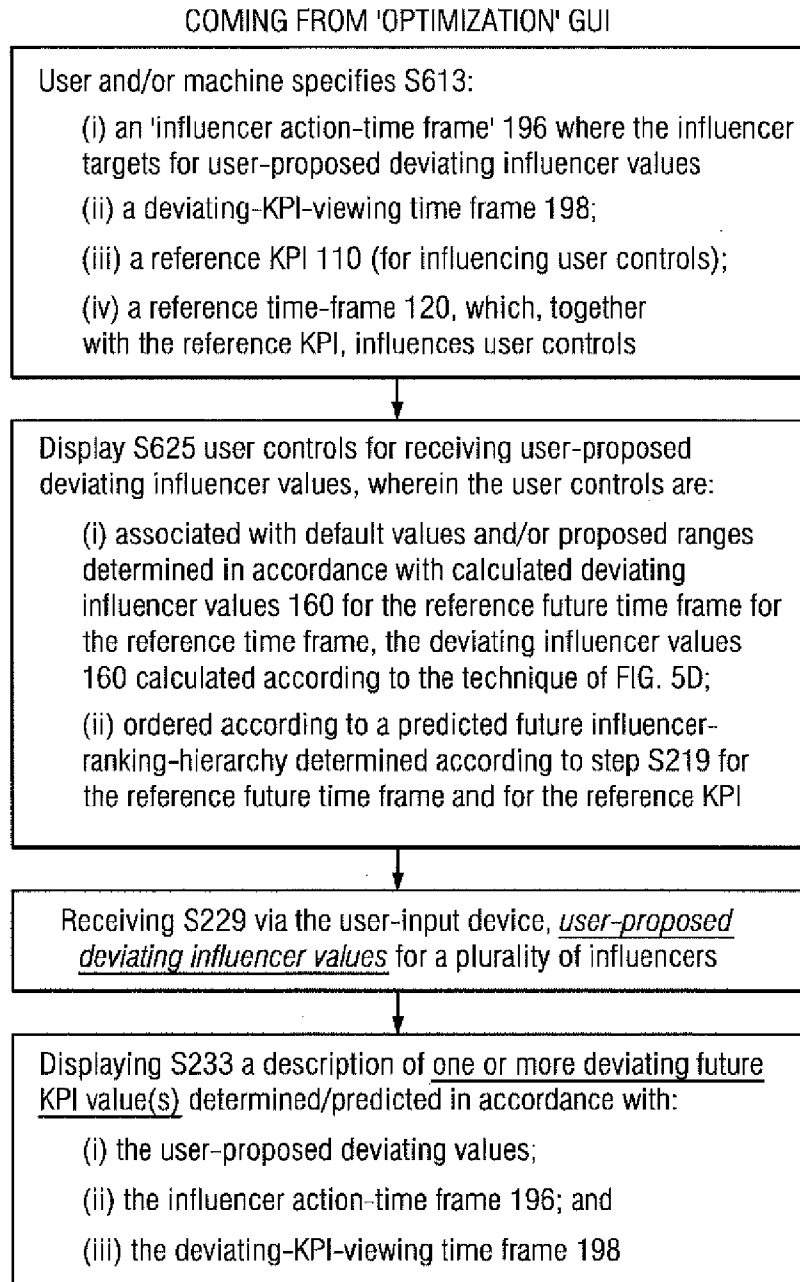 COMING FROM 'OPTIMIZATION' GUI
User and/or machine specifies S613:
(i) an 'influencer action-time frame' 196 where the influencer
targets for user-proposed deviating influencer values
(ii) a deviating-KPI-viewing time frame 198;
(iii) a reference KPI 110 (for influencing user controls);
(iv) a reference time-frame 120, which, together
with the reference KPI, influences user controls
Display S625 user controls for receiving user-proposed
deviating influencer values, wherein the user controls are:
(i) associated with default values and/or proposed ranges
determined in accordance with calculated deviating
influencer values 160 for the reference future time frame for
the reference time frame, the deviating influencer values
160 calculated according to the technique of FIG. 5D;
(ii) ordered according to a predicted future influencer-
ranking-hierarchy determined according to step S219 for
the reference future time frame and for the reference KPI
Receiving S229 via the user-input device, user-proposed
deviating influencer values for a plurality of influencers
Displaying S233 a description of one or more deviating future
KPI value(s) determined/predicted in accordance with:
(i) the user-proposed deviating values;
(ii) the influencer action-time frame 196; and
(iii) the deviating-KPI-viewing time frame 198